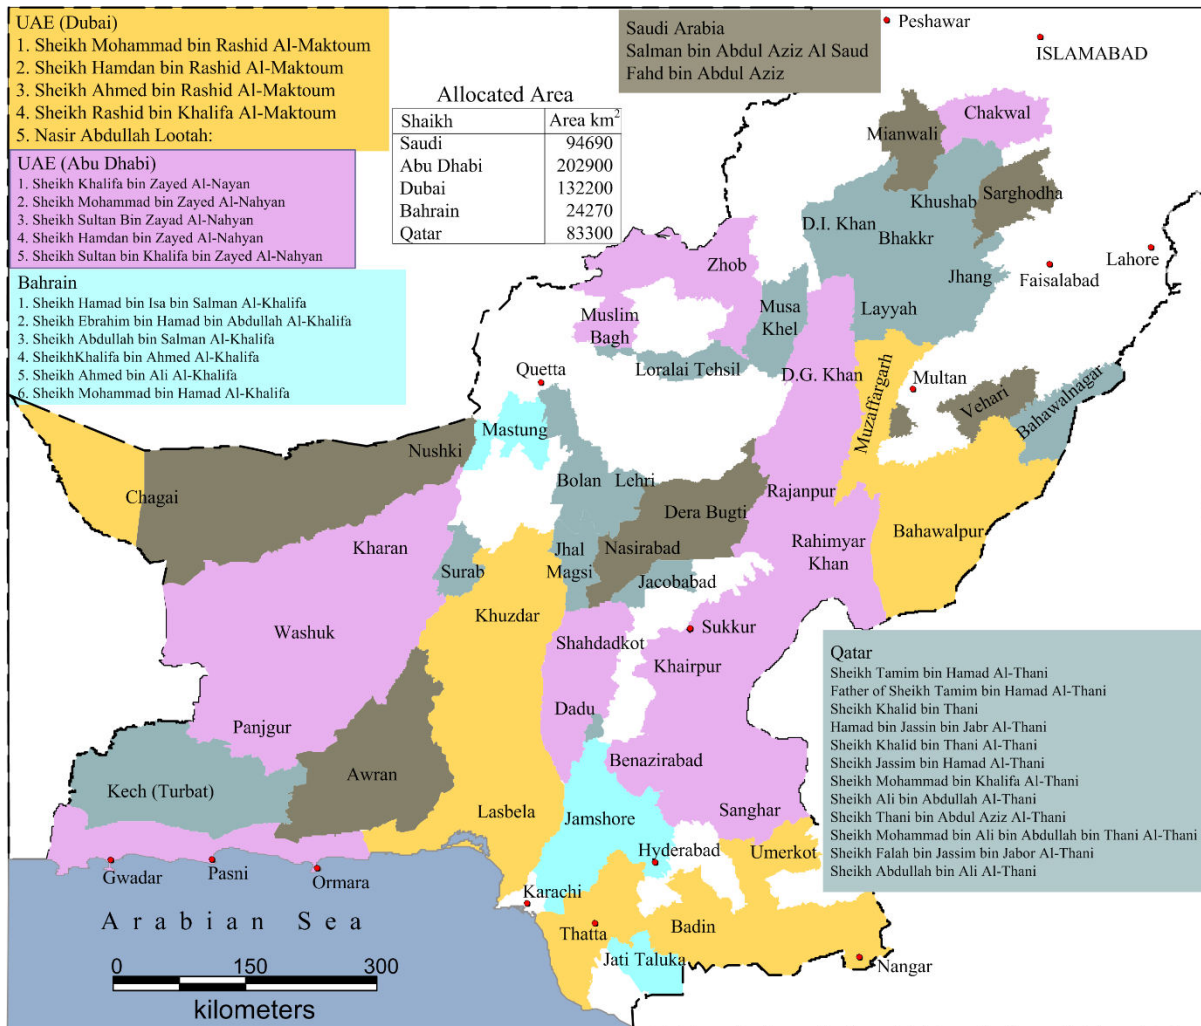 UAE (Dubai)
1. Sheikh Mohammad bin Rashid Al-Maktoum
2. Sheikh Hamdan bin Rashid Al-Maktoum
3. Sheikh Ahmed bin Rashid Al-Maktoum
4. Sheikh Rashid bin Khalifa Al-Maktoum
5. Nasir Abdullah Lootah:
UAE (Abu Dhabi)
1. Sheikh Khalifa bin Zayed Al-Nayan
2. Sheikh Mohammad bin Zayed Al-Nahyan
3. Sheikh Sultan Bin Zayad Al-Nahyan
4. Sheikh Hamdan bin Zayed Al-Nahyan
5. Sheikh Sultan bin Khalifa bin Zayed Al-Nahyan
Bahrain
1. Sheikh Hamad bin Isa bin Salman Al-Khalifa
2. Sheikh Ebrahim bin Hamad bin Abdullah Al-Khalifa
3. Sheikh Abdullah bin Salman Al-Khalifa
4. SheikhKhalifa bin Ahmed Al-Khalifa
5. Sheikh Ahmed bin Ali Al-Khalifa
6. Sheikh Mohammad bin Hamad Al-Khalifa
Allocated Area
Shaikh Area km²
Saudi 94690
Abu Dhabi 202900
Dubai 132200
Bahrain 24270
Qatar 83300
Saudi Arabia
Salman bin Abdul Aziz Al Saud
Fahd bin Abdul Aziz
Peshawar
ISLAMABAD
Chakwal
Mianwali
Sarghodha
Khushab
D.I. Khan
Bhakkr
Lahore
Faisalabad
Jhang
Layyah
Zhob
Musa
Khel
Muslim
Bagh
Loralai Tehsil
D.G. Khan
Muzaffargarh
Multan
Vehari
Bahawalnagar
Quetta
Mastung
Nushki
Chagai
Bolan
Lehri
Dera Bugti
Rajanpur
Bahawalpur
Kharan
Surab
Jhal
Magsi
Nasirabad
Jacobabad
Rahimyar
Khan
Khuzdar
Washuk
Shahdadkot
Sukkur
Khairpur
Dadu
Panjgur
Benazirabad
Awran
Kech (Turbat)
Lasbela
Jamshore
Sanghar
Hyderabad
Umerkot
Gwadar
Pasni
Ormara
Karachi
Thatta
Badin
Jati Taluka
Nangar
Arabian Sea
Qatar
Sheikh Tamim bin Hamad Al-Thani
Father of Sheikh Tamim bin Hamad Al-Thani
Sheikh Khalid bin Thani
Hamad bin Jassin bin Jabr Al-Thani
Sheikh Khalid bin Thani Al-Thani
Sheikh Jassim bin Hamad Al-Thani
Sheikh Mohammad bin Khalifa Al-Thani
Sheikh Ali bin Abdullah Al-Thani
Sheikh Thani bin Abdul Aziz Al-Thani
Sheikh Mohammad bin Ali bin Abdullah bin Thani Al-Thani
Sheikh Falah bin Jassim bin Jabor Al-Thani
Sheikh Abdullah bin Ali Al-Thani
0 150 300
kilometers